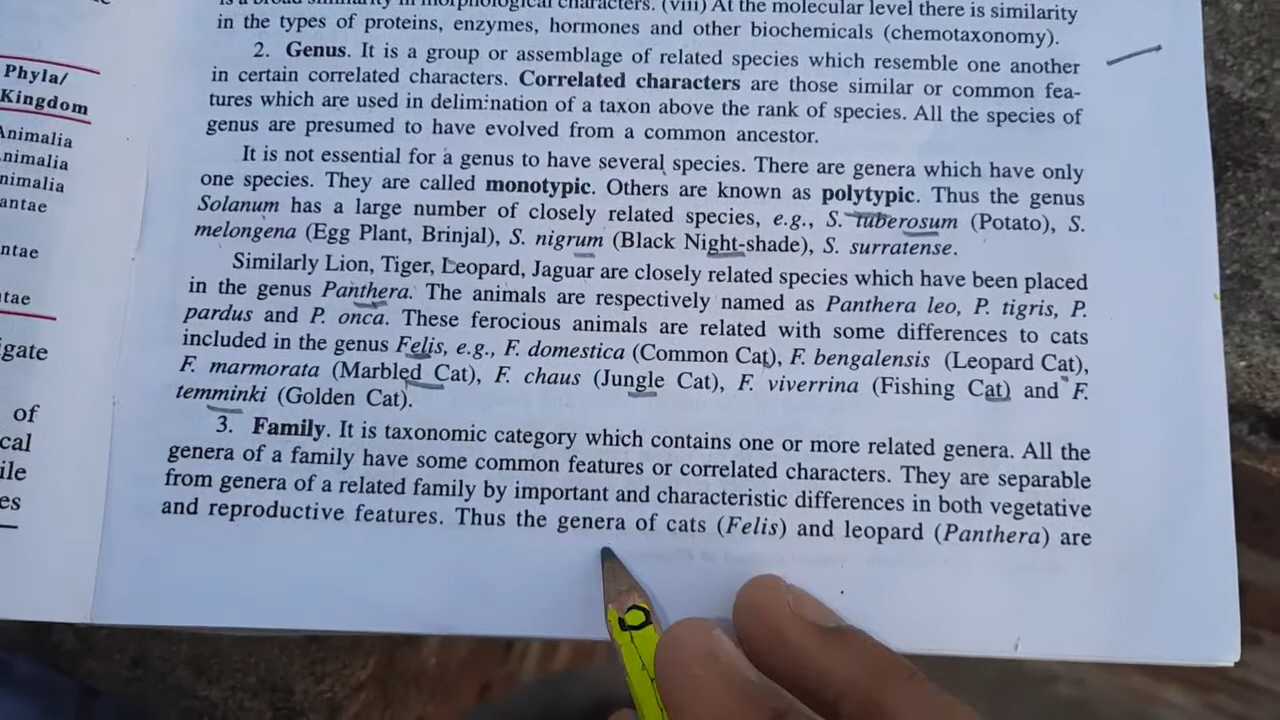 Phyla/
Kingdom
Animalia
nimalia
nimalia
antae
ntae
tae
igate
of
cal
ile
es
morphological characters. (viii) At the molecular level there is similarity
in the types of proteins, enzymes, hormones and other biochemicals (chemotaxonomy).
2. Genus. It is a group or assemblage of related species which resemble one another
in certain correlated characters. Correlated characters are those similar or common fea-
tures which are used in delimination of a taxon above the rank of species. All the species of
genus are presumed to have evolved from a common ancestor.
It is not essential for a genus to have several species. There are genera which have only
one species. They are called monotypic. Others are known as polytypic. Thus the genus
Solanum has a large number of closely related species, e.g., S. tuberosum (Potato), S.
melongena (Egg Plant, Brinjal), S. nigrum (Black Night-shade), S. surratense.
Similarly Lion, Tiger, Leopard, Jaguar are closely related species which have been placed
in the genus Panthera. The animals are respectively named as Panthera leo, P. tigris, P.
pardus and P. onca. These ferocious animals are related with some differences to cats
included in the genus Felis, e.g., F. domestica (Common Cat), F. bengalensis (Leopard Cat),
F. marmorata (Marbled Cat), F. chaus (Jungle Cat), F. viverrina (Fishing Cat) and F.
temminki (Golden Cat).
3. Family. It is taxonomic category which contains one or more related genera. All the
genera of a family have some common features or correlated characters. They are separable
from genera of a related family by important and characteristic differences in both vegetative
and reproductive features. Thus the genera of cats (Felis) and leopard (Panthera) are